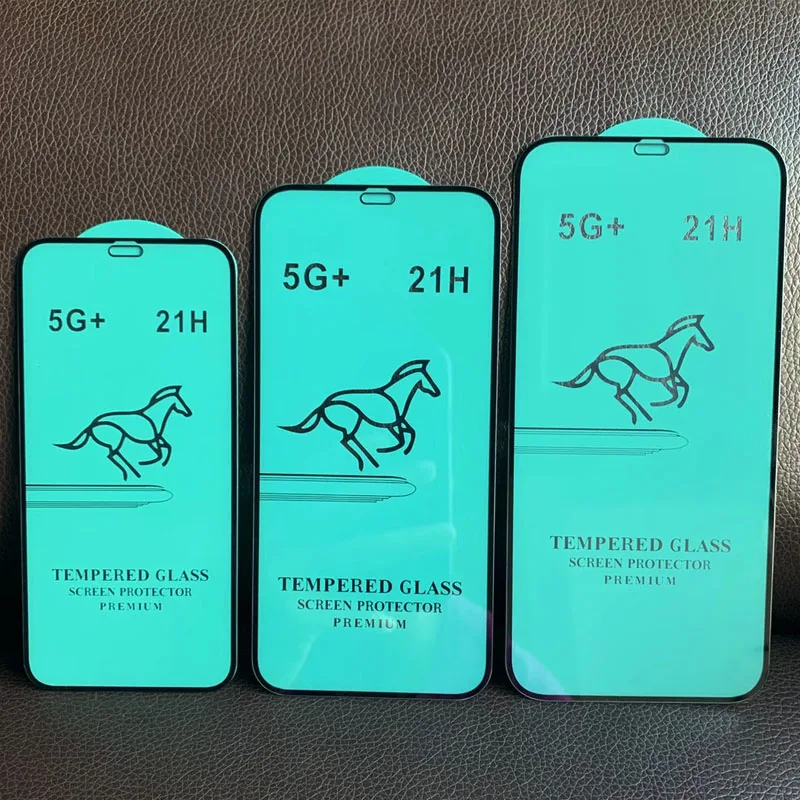 5G+ 21H
TEMPERED GLASS
SCREEN PROTECTOR
PREMIUM
5G+ 21H
TEMPERED GLASS
SCREEN PROTECTOR
PREMIUM
5G+ 21H
TEMPERED GLASS
SCREEN PROTECTOR
PREMIUM